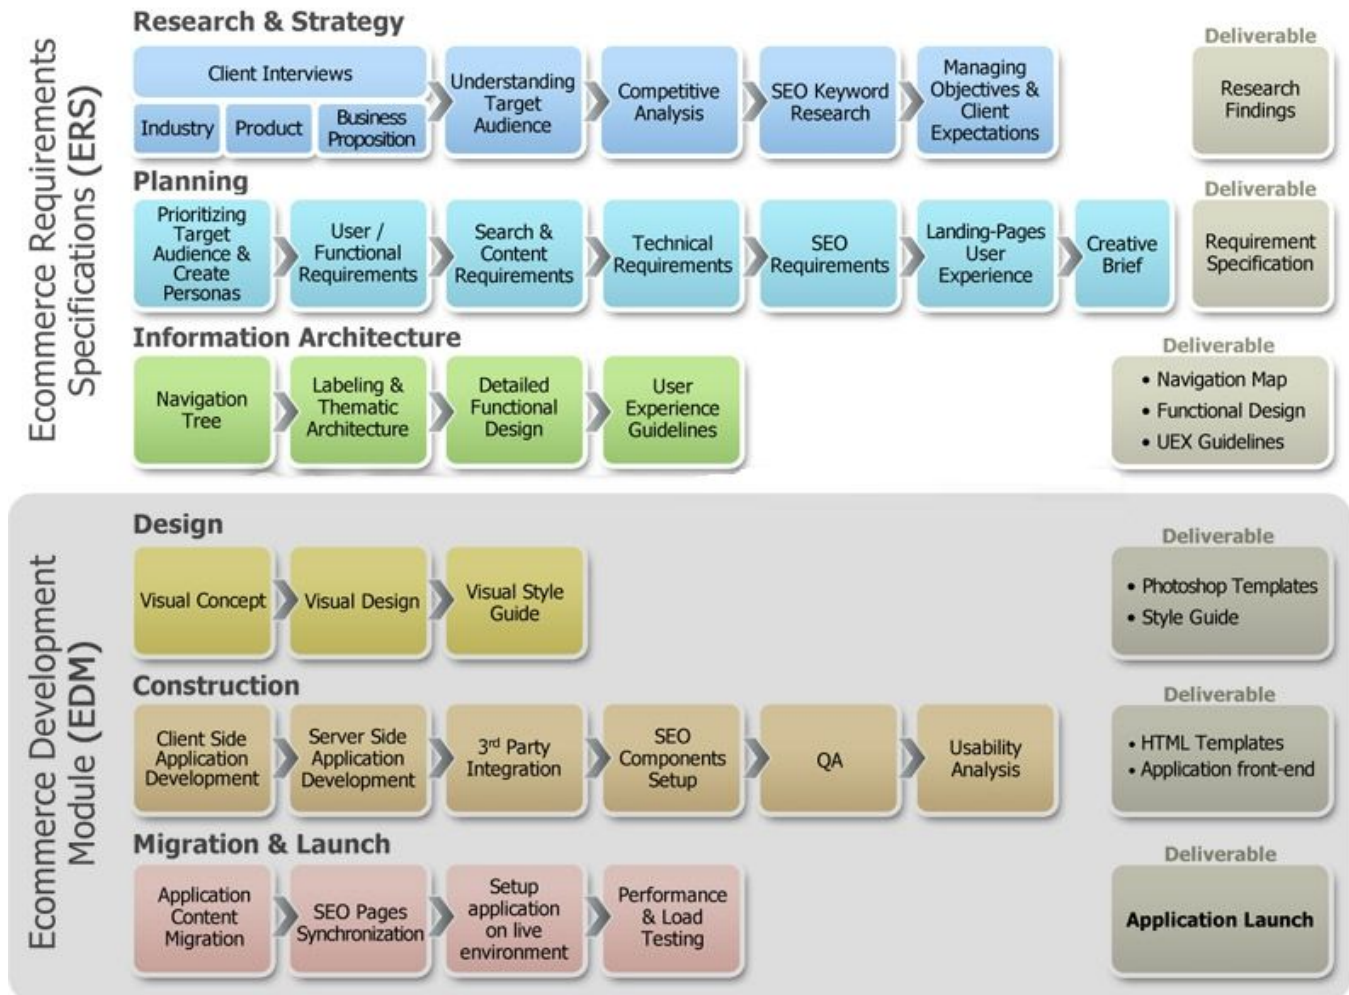 Ecommerce Requirements
Specifications (ERS)
Research & Strategy
Client Interviews
Industry
Product
Business
Proposition
Understanding
Target
Audience
Competitive
Analysis
SEO Keyword
Research
Managing
Objectives &
Client
Expectations
Deliverable
Research
Findings
Planning
Prioritizing
Target
Audience &
Create
Personas
User /
Functional
Requirements
Search &
Content
Requirements
Technical
Requirements
SEO
Requirements
Landing-Pages
User
Experience
Creative
Brief
Deliverable
Requirement
Specification
Information Architecture
Navigation
Tree
Labeling &
Thematic
Architecture
Detailed
Functional
Design
User
Experience
Guidelines
Deliverable
• Navigation Map
• Functional Design
• UEX Guidelines
Ecommerce Development
Module (EDM)
Design
Visual Concept
Visual Design
Visual Style
Guide
Deliverable
• Photoshop Templates
• Style Guide
Construction
Client Side
Application
Development
Server Side
Application
Development
3rd Party
Integration
SEO
Components
Setup
QA
Usability
Analysis
Deliverable
• HTML Templates
• Application front-end
Migration & Launch
Application
Content
Migration
SEO Pages
Synchronization
Setup
application
on live
environment
Performance
& Load
Testing
Deliverable
Application Launch